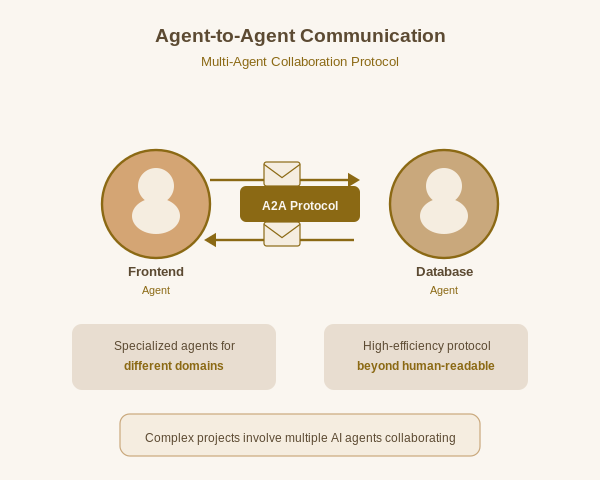 Agent-to-Agent Communication
Multi-Agent Collaboration Protocol
A2A Protocol
Frontend
Agent
Database
Agent
Specialized agents for
different domains
High-efficiency protocol
beyond human-readable
Complex projects involve multiple AI agents collaborating